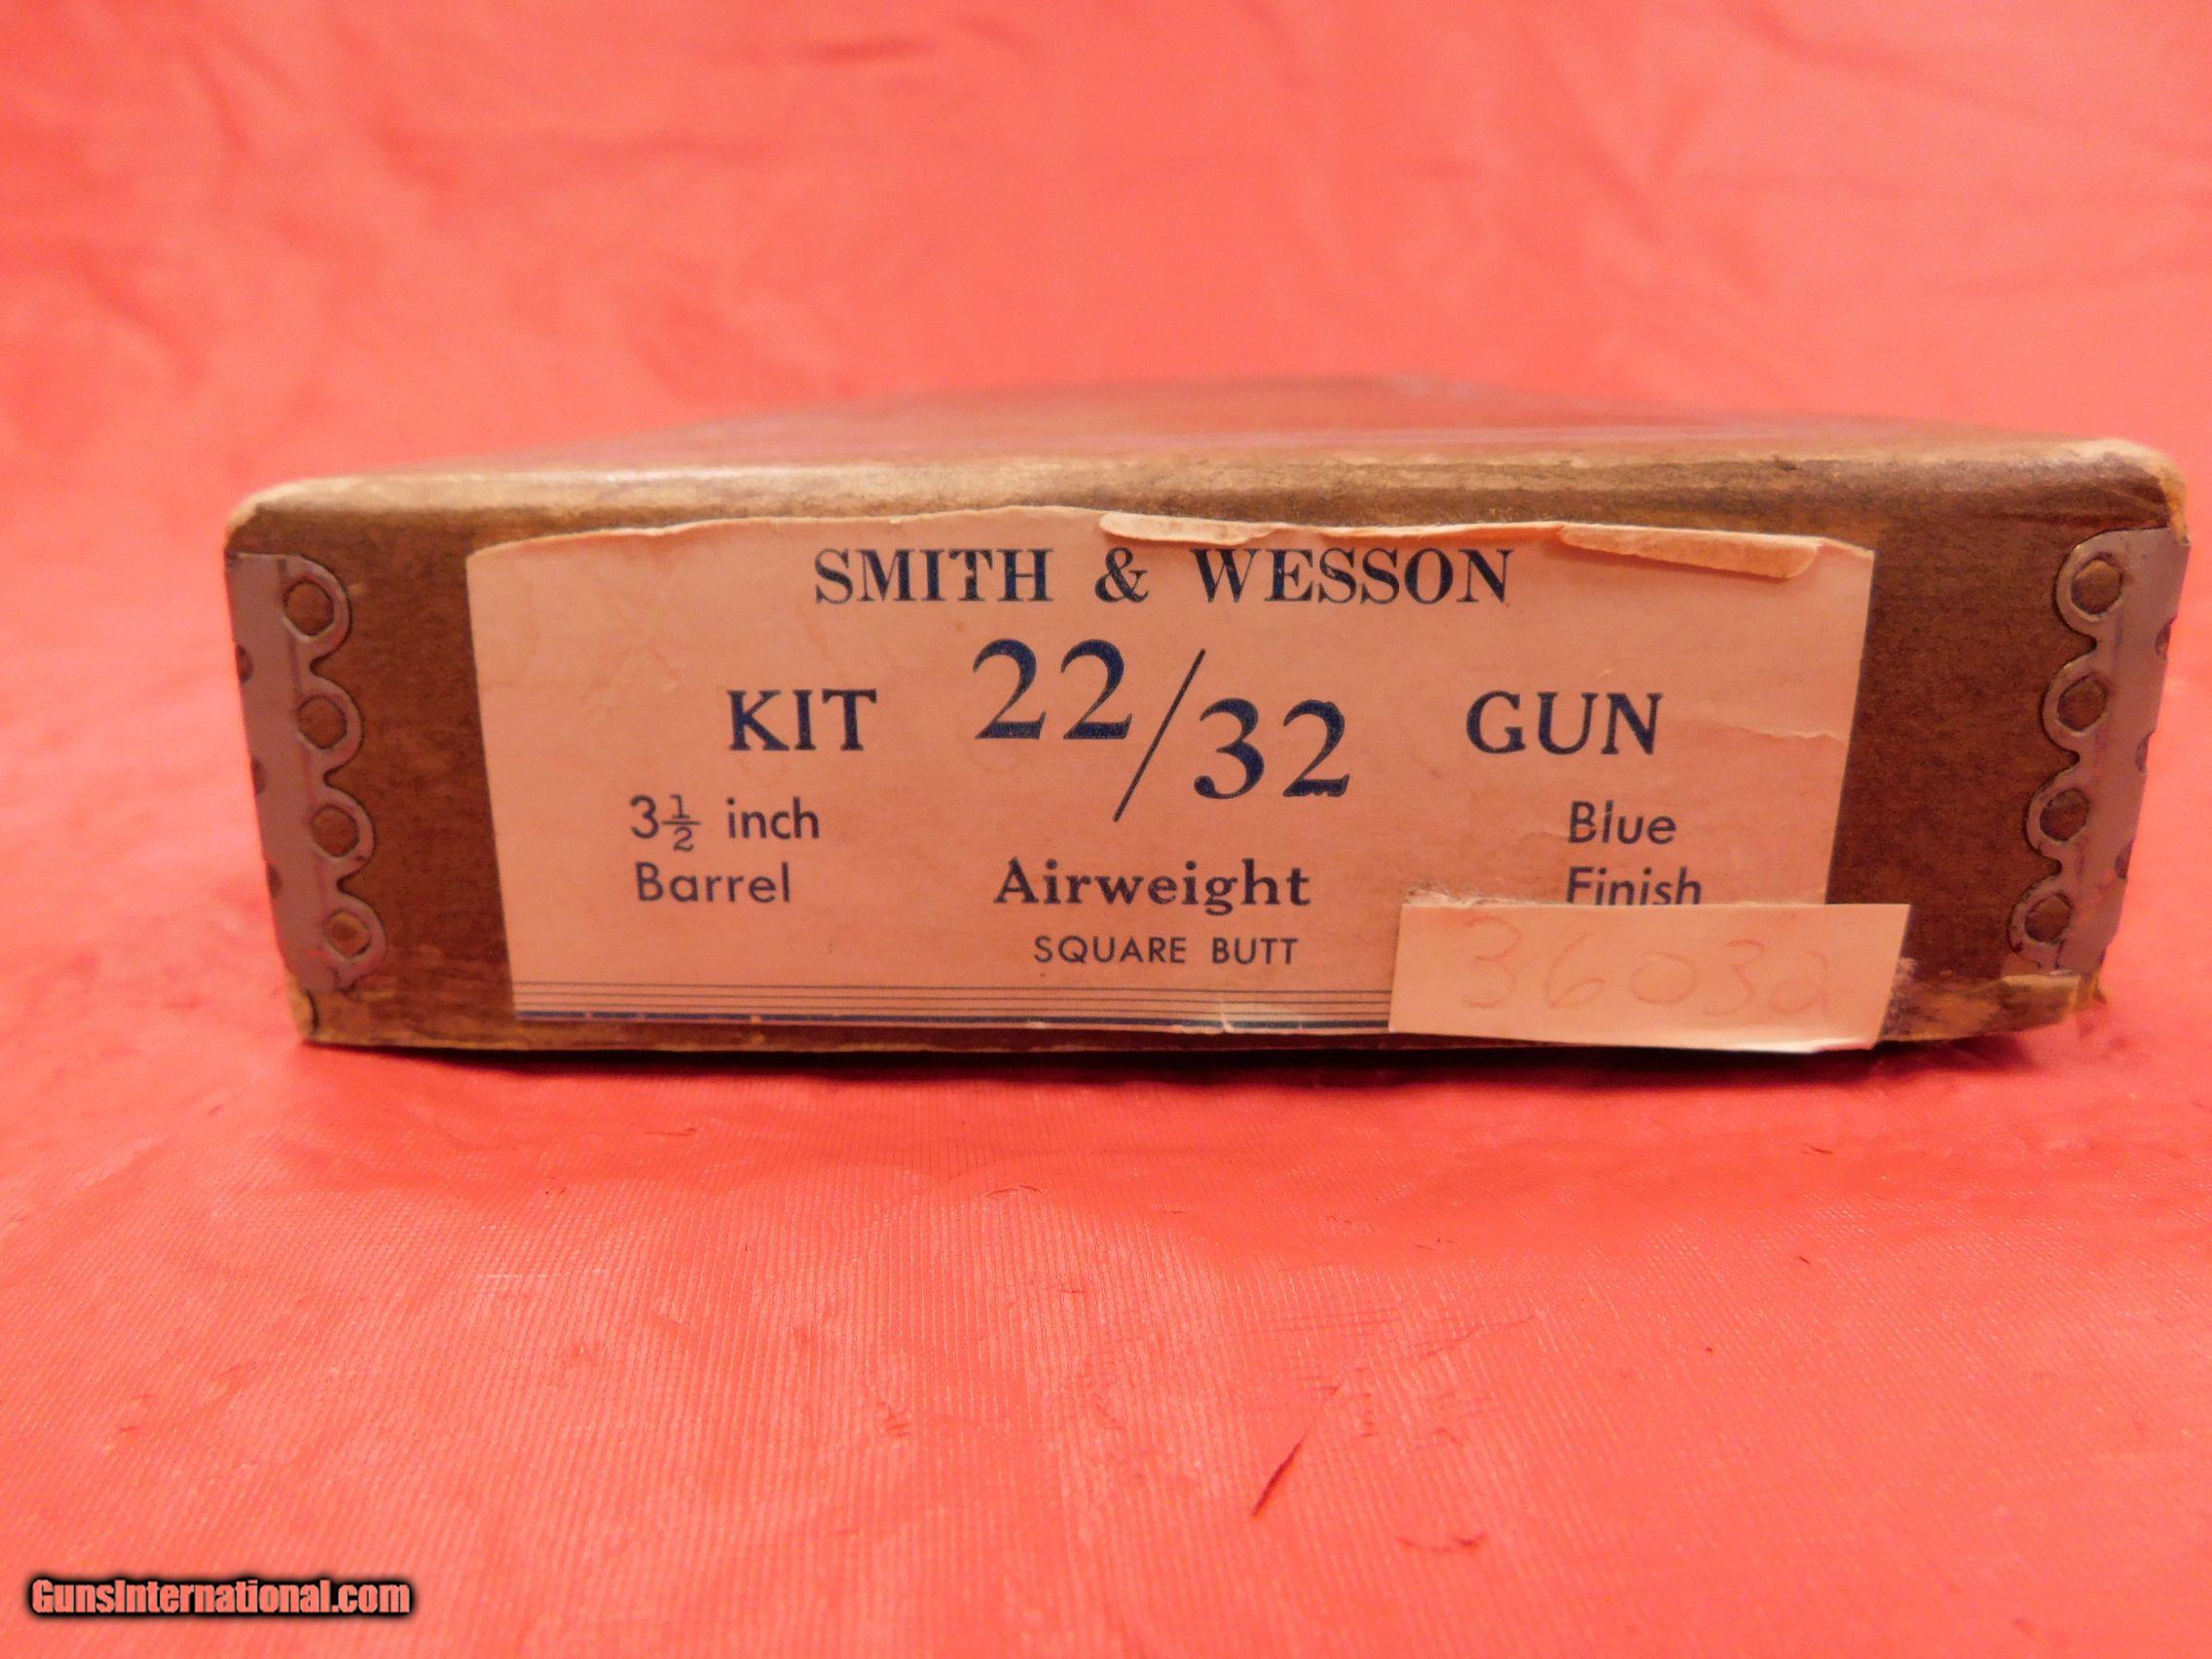 SMITH & WESSON
KIT 22/32 GUN
3½ inch Barrel
Airweight
SQUARE BUTT
Blue Finish
36032
GunsInternational.com